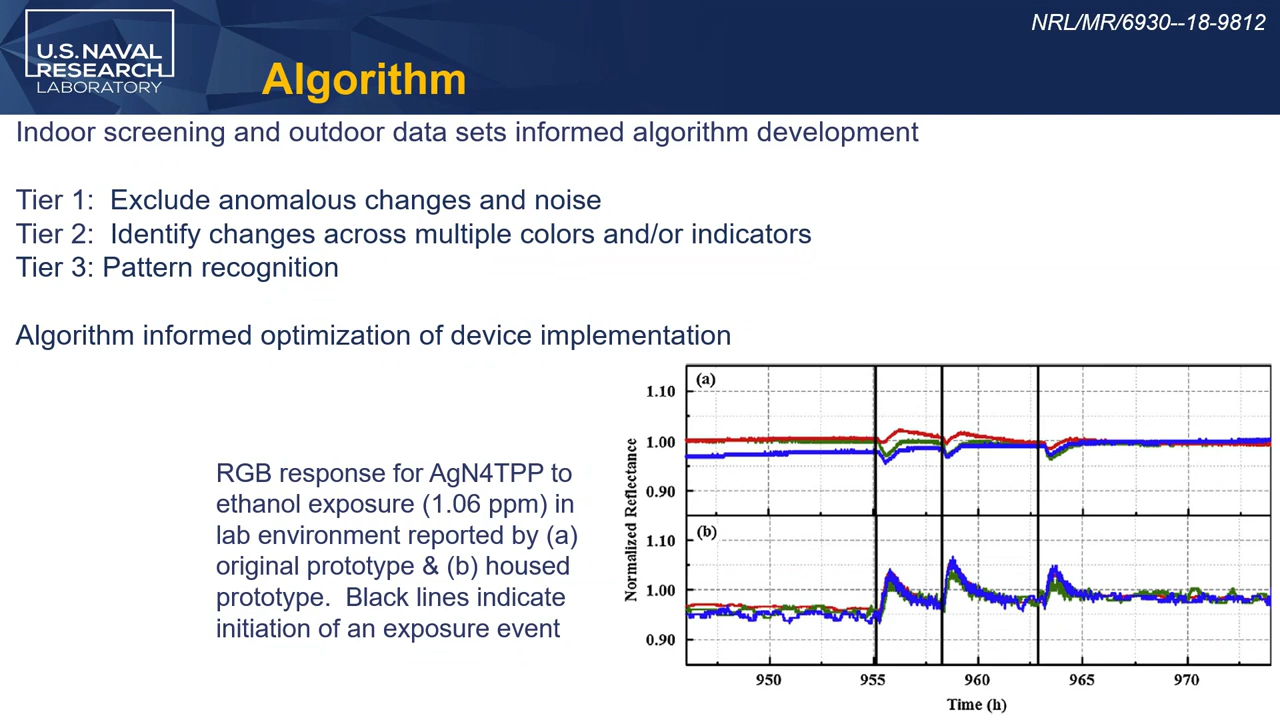 U.S. NAVAL
RESEARCH
LABORATORY
NRL/MR/6930--18-9812
Algorithm
Indoor screening and outdoor data sets informed algorithm development
Tier 1:  Exclude anomalous changes and noise
Tier 2:  Identify changes across multiple colors and/or indicators
Tier 3: Pattern recognition
Algorithm informed optimization of device implementation
RGB response for AgN4TPP to
ethanol exposure (1.06 ppm) in
lab environment reported by (a)
original prototype & (b) housed
prototype.  Black lines indicate
initiation of an exposure event
Normalized Reflectance
(a)
1.10
1.00
0.90
(b)
1.10
1.00
0.90
950 955 960 965 970
Time (h)